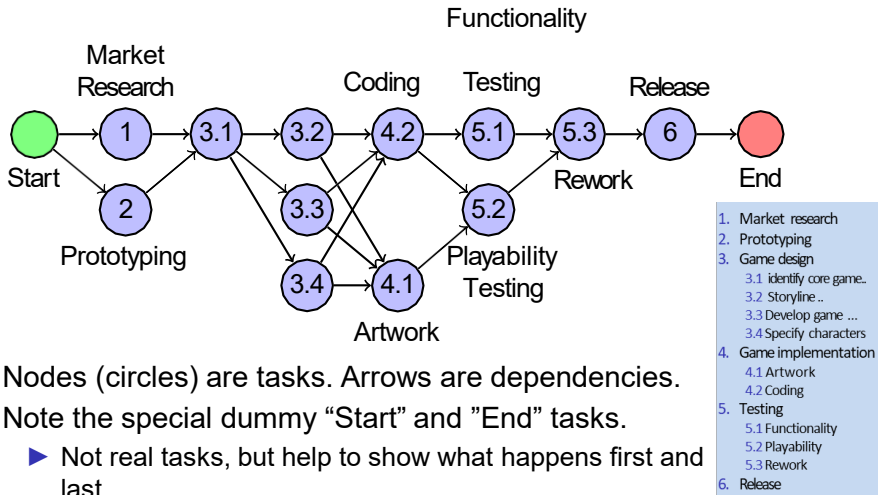 Functionality
Market
Research
Coding
Testing
Release
1
3.1
3.2
4.2
5.1
5.3
6
Start
Rework
End
2
3.3
5.2
Prototyping
Playability
Testing
3.4
4.1
Artwork
1. Market research
2. Prototyping
3. Game design
3.1 identify core game..
3.2 Storyline ..
3.3 Develop game ...
3.4 Specify characters
4. Game implementation
4.1 Artwork
4.2 Coding
5. Testing
5.1 Functionality
5.2 Playability
5.3 Rework
6. Release
Nodes (circles) are tasks. Arrows are dependencies.
Note the special dummy “Start” and ”End” tasks.
► Not real tasks, but help to show what happens first and
last